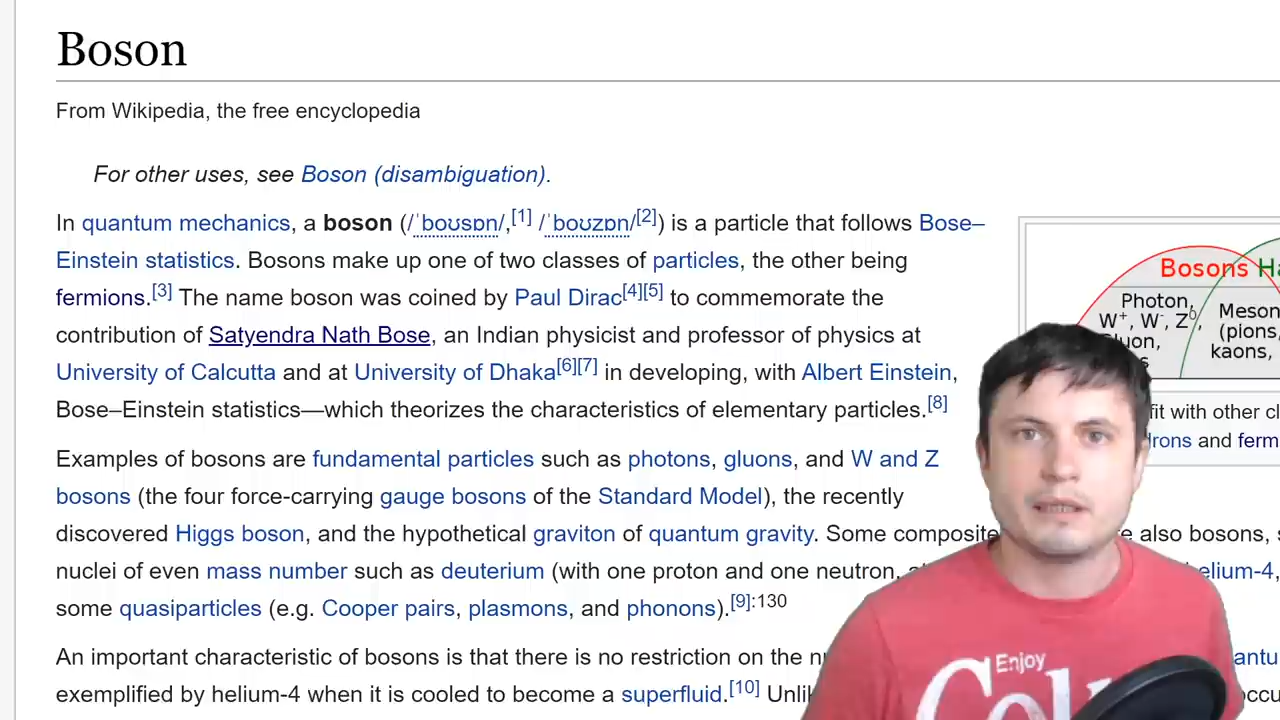 Boson
From Wikipedia, the free encyclopedia
For other uses, see Boson (disambiguation).
In quantum mechanics, a boson (/ˈboʊsɒn/,[1] /ˈboʊzɒn/[2]) is a particle that follows Bose–
Einstein statistics. Bosons make up one of two classes of particles, the other being
fermions.[3] The name boson was coined by Paul Dirac[4][5] to commemorate the
contribution of Satyendra Nath Bose, an Indian physicist and professor of physics at
University of Calcutta and at University of Dhaka[6][7] in developing, with Albert Einstein,
Bose–Einstein statistics—which theorizes the characteristics of elementary particles.[8]
Examples of bosons are fundamental particles such as photons, gluons, and W and Z
bosons (the four force-carrying gauge bosons of the Standard Model), the recently
discovered Higgs boson, and the hypothetical graviton of quantum gravity. Some composite also bosons,
nuclei of even mass number such as deuterium (with one proton and one neutron,
some quasiparticles (e.g. Cooper pairs, plasmons, and phonons).[9]:130
An important characteristic of bosons is that there is no restriction on the
exemplified by helium-4 when it is cooled to become a superfluid.[10]
Bosons
Photon,
W⁺, W⁻, Z⁰,
Meson
(pions,
kaons,
fit with other
and
Enjoy